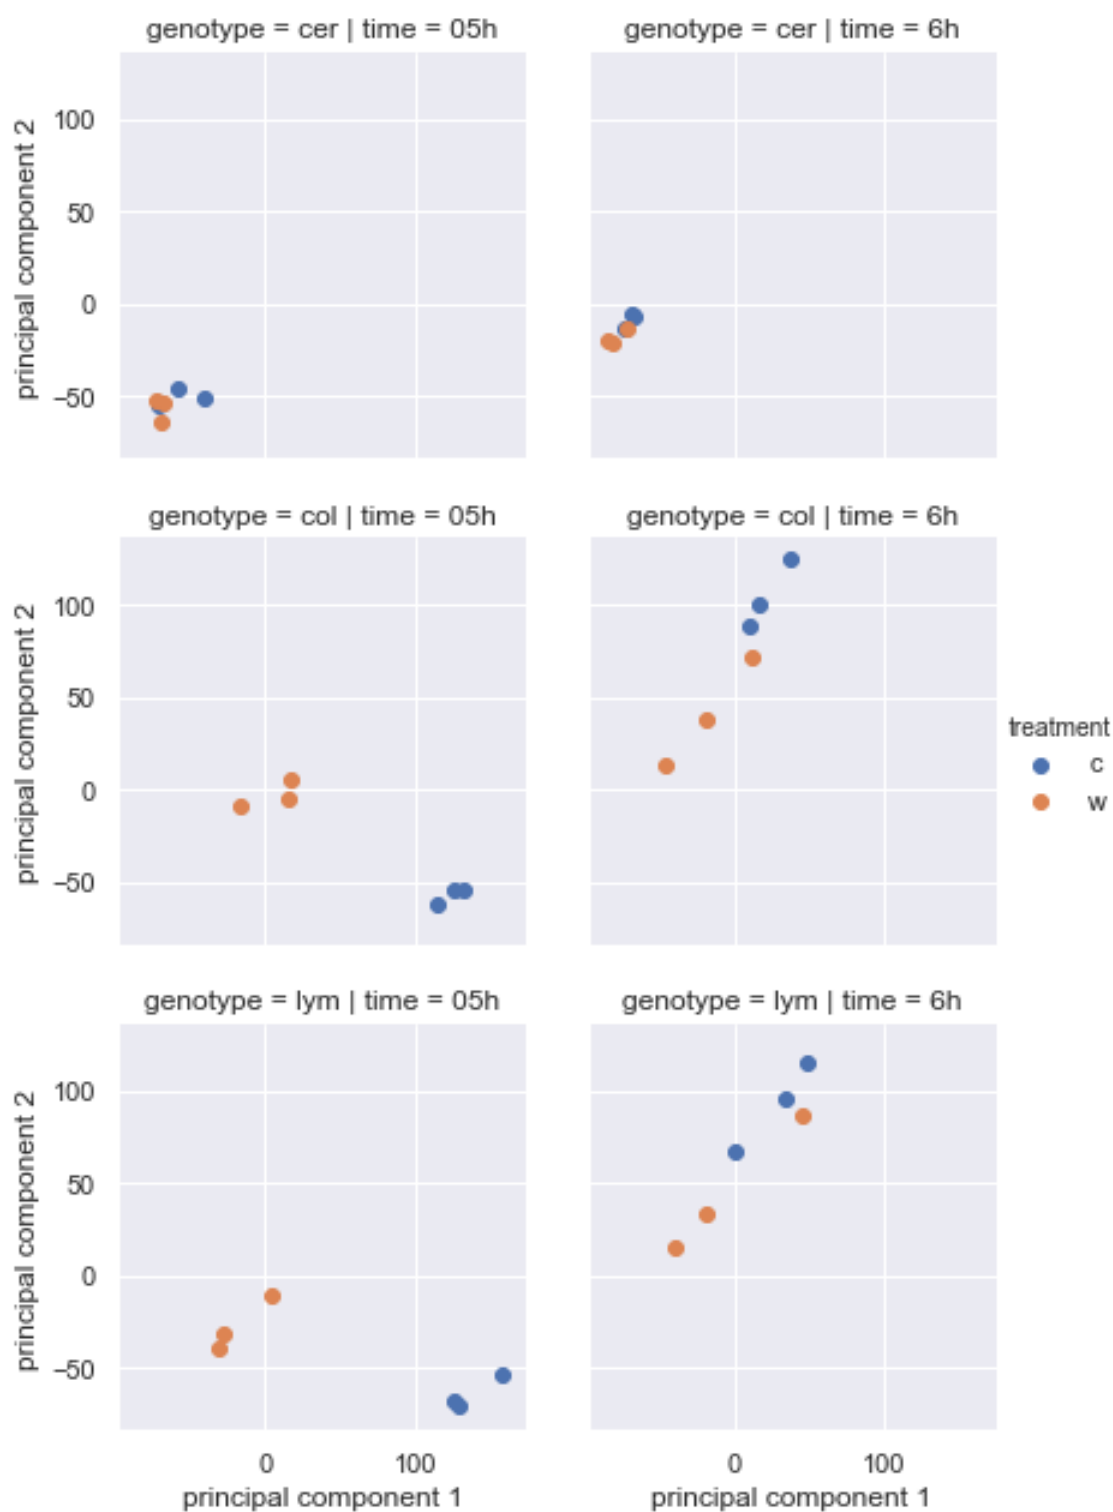 genotype = cer | time = 05h
genotype = cer | time = 6h
principal component 2
100
50
0
−50
genotype = col | time = 05h
genotype = col | time = 6h
principal component 2
100
50
0
−50
treatment
c
w
genotype = lym | time = 05h
genotype = lym | time = 6h
principal component 2
100
50
0
−50
0
100
0
100
principal component 1
principal component 1